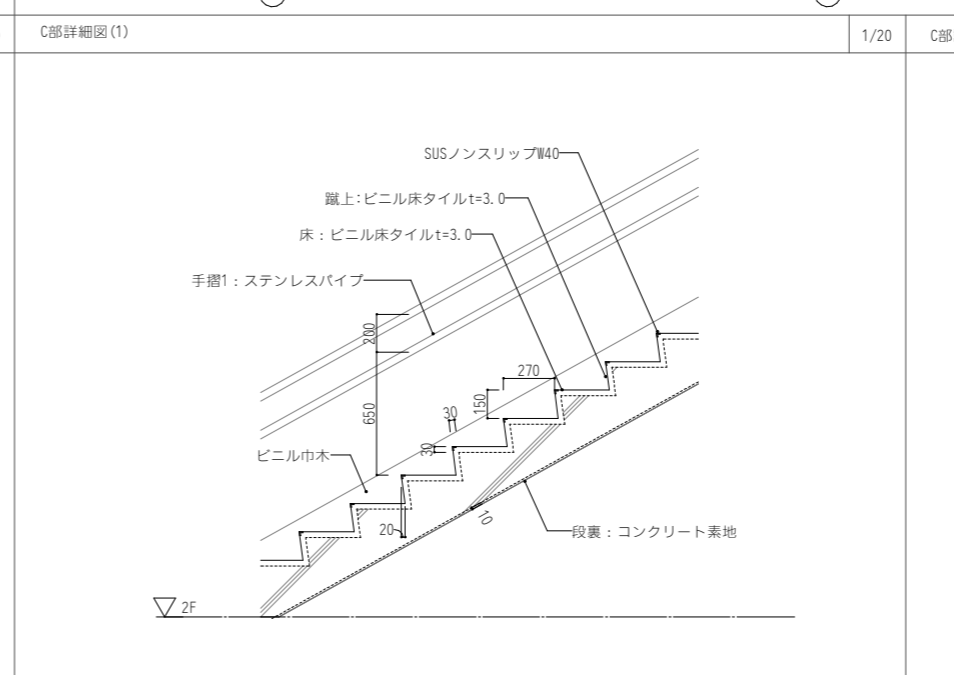 C部詳細図(1)
1/20
C部
SUSノンスリップW40
蹴上:ビニル床タイルt=3.0
床：ビニル床タイルt=3.0
手摺1：ステンレスパイプ
200
270
150
650
30
30
ビニル巾木
10
20
段裏：コンクリート素地
2F